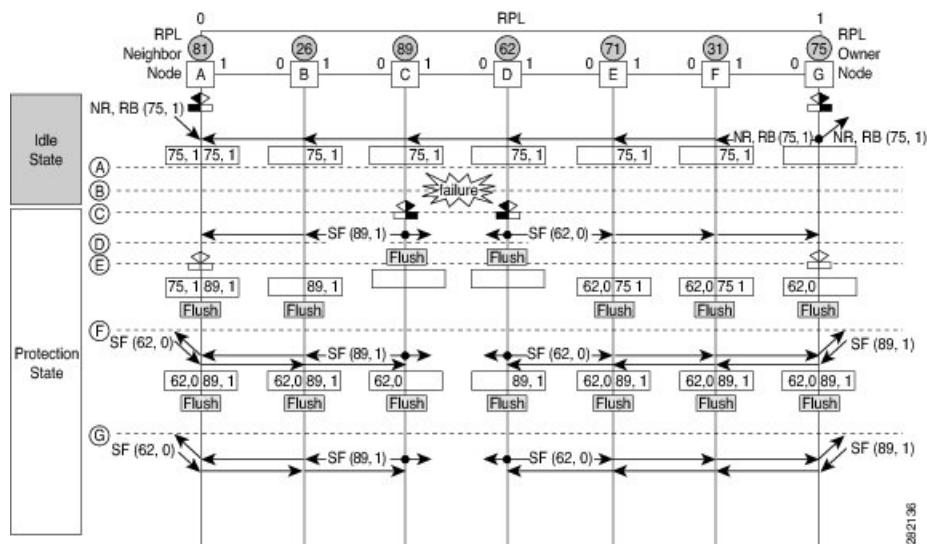 0 RPL 1
RPL Neighbor Node
81 26 89 62 71 31 75
RPL Owner Node
0 1 0 1 0 1 0 1 0 1 0
A B C D E F G
Idle State
NR, RB (75, 1)
NR, RB (75, 1) NR, RB (75, 1)
75, 1 75, 1 75, 1 75, 1 75, 1 75, 1 75, 1
A
B
failure
C
Protection State
SF (89, 1) SF (62, 0)
D
Flush Flush
E
75, 1 89, 1 89, 1 62,0 75 1 62,0 75 1 62,0
Flush Flush Flush Flush Flush
F
SF (62, 0) SF (89, 1) SF (62, 0) SF (89, 1)
62,0 89, 1 62,0 89, 1 62,0 89, 1 62,0 89, 1 62,0 89, 1 62,0 89, 1
Flush Flush Flush Flush Flush Flush Flush
G
SF (62, 0) SF (89, 1) SF (62, 0) SF (89, 1)
282136